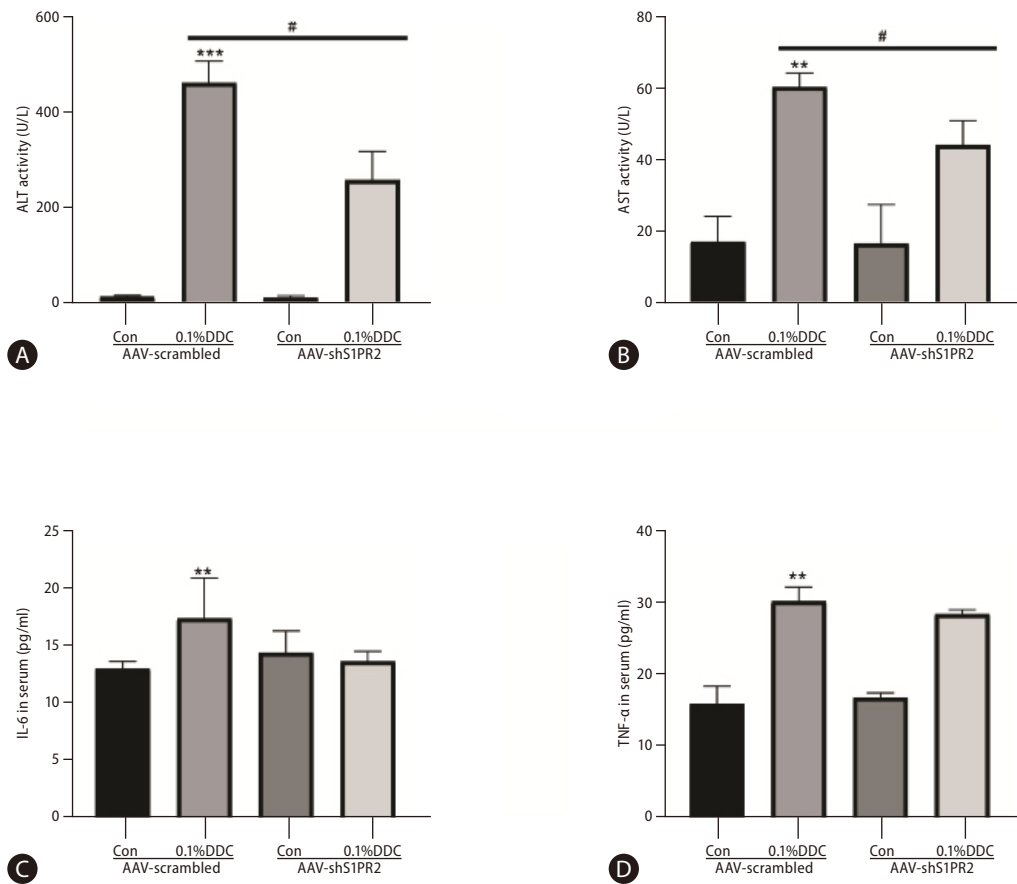 600
400
200
0
ALT activity (U/L)
#
***
Con 0.1%DDC Con 0.1%DDC
AAV-scrambled AAV-shS1PR2
A
80
60
40
20
0
AST activity (U/L)
#
**
Con 0.1%DDC Con 0.1%DDC
AAV-scrambled AAV-shS1PR2
B
25
20
15
10
5
0
IL-6 in serum (pg/ml)
**
Con 0.1%DDC Con 0.1%DDC
AAV-scrambled AAV-shS1PR2
C
40
30
20
10
0
TNF-α in serum (pg/ml)
**
Con 0.1%DDC Con 0.1%DDC
AAV-scrambled AAV-shS1PR2
D